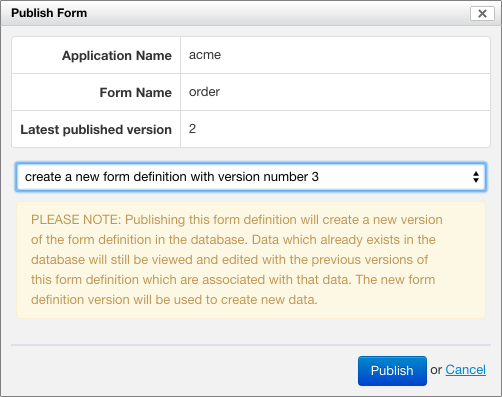 Publish Form
Application Name acme
Form Name order
Latest published version 2
create a new form definition with version number 3
PLEASE NOTE: Publishing this form definition will create a new version
of the form definition in the database. Data which already exists in the
database will still be viewed and edited with the previous versions of
this form definition which are associated with that data. The new form
definition version will be used to create new data.
Publish or Cancel